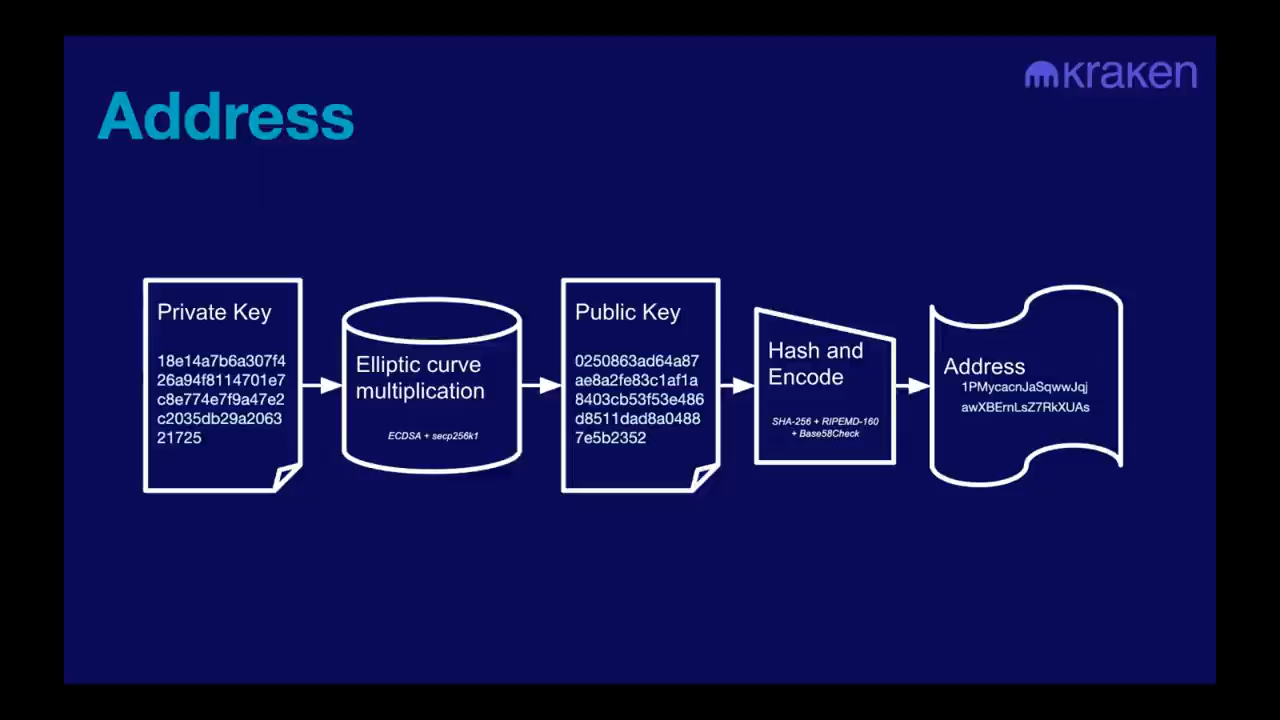 kraken
Address
Private Key
18e14a7b6a307f4
26a94f8114701e7
c8e774e7f9a47e2
c2035db29a2063
21725
Elliptic curve
multiplication
ECDSA + secp256k1
Public Key
0250863ad64a87
ae8a2fe83c1af1a
8403cb53f53e486
d8511dad8a0488
7e5b2352
Hash and
Encode
SHA-256 + RIPEMD-160
+ Base58Check
Address
1PMycacnJaSqwwJqj
awXBErnLsZ7RkXUAs